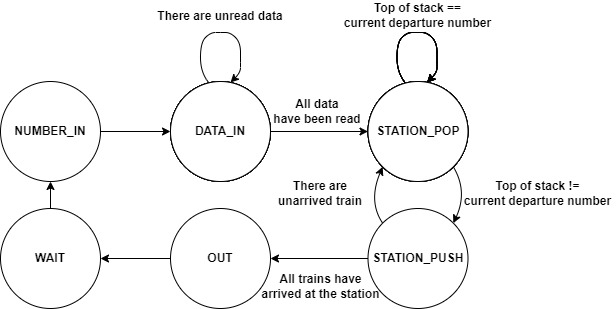 There are unread data
Top of stack ==
current departure number
NUMBER_IN
DATA_IN
All data
have been read
STATION_POP
There are
unarrived train
Top of stack !=
current departure number
WAIT
OUT
All trains have
arrived at the station
STATION_PUSH